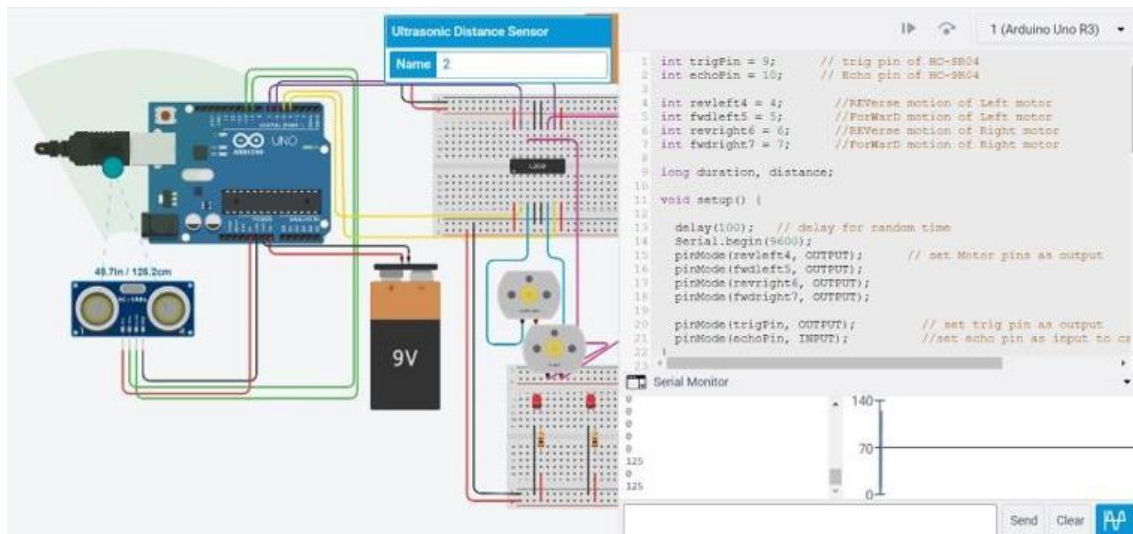 Ultrasonic Distance Sensor
Name 2
1 (Arduino Uno R3)
ARDUINO
UNO
HC-SR04
9V
1 int trigPin = 9; // trig pin of HC-SR04
2 int echoPin = 10; // Echo pin of HC-SR04
3
4 int revleft4 = 4; //REVerse motion of Left motor
5 int fwdleft5 = 5; //ForWarD motion of Left motor
6 int revright6 = 6; //REVerse motion of Right motor
7 int fwdright7 = 7; //ForWarD motion of Right motor
8
9 long duration, distance;
10
11 void setup() {
12
13 delay(100); // delay for random time
14 Serial.begin(9600);
15 pinMode(revleft4, OUTPUT); // set Motor pins as output
16 pinMode(fwdleft5, OUTPUT);
17 pinMode(revright6, OUTPUT);
18 pinMode(fwdright7, OUTPUT);
19
20 pinMode(trigPin, OUTPUT); // set trig pin as output
21 pinMode(echoPin, INPUT); //set echo pin as input to ca
22 }
23
Serial Monitor
0
0
0
0
0
125
0
125
140
70
0
Send
Clear